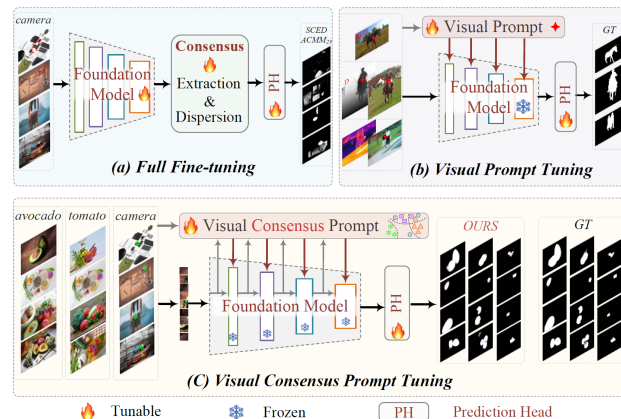 camera
Foundation
Model
Consensus
Extraction
&
Dispersion
PH
SCED
ACMM₂₃
(a) Full Fine-tuning
Visual Prompt
Foundation
Model
PH
GT
(b) Visual Prompt Tuning
avocado
tomato
camera
Visual Consensus Prompt
Foundation Model
PH
OURS
GT
(C) Visual Consensus Prompt Tuning
Tunable
Frozen
PH
Prediction Head